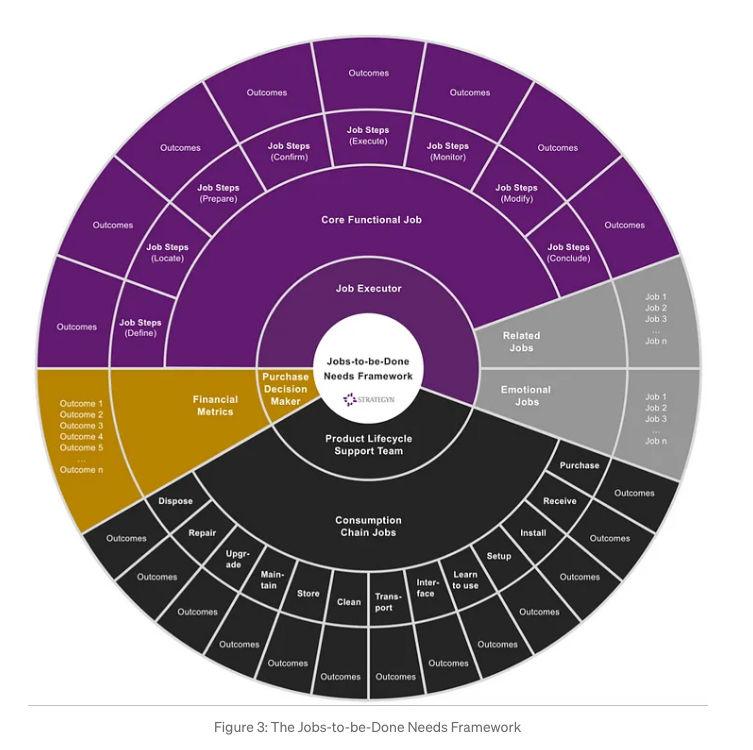 Outcomes
Outcomes
Outcomes
Outcomes
Outcomes
Outcomes
Outcomes
Outcomes
Outcomes
Job Steps
(Define)
Job Steps
(Locate)
Job Steps
(Prepare)
Job Steps
(Confirm)
Job Steps
(Execute)
Job Steps
(Monitor)
Job Steps
(Modify)
Job Steps
(Conclude)
Core Functional Job
Job Executor
Jobs-to-be-Done
Needs Framework
STRATEGYN
Related
Jobs
Job 1
Job 2
Job 3
...
Job n
Emotional
Jobs
Job 1
Job 2
Job 3
...
Job n
Purchase
Decision
Maker
Financial
Metrics
Outcome 1
Outcome 2
Outcome 3
Outcome 4
Outcome 5
...
Outcome n
Product Lifecycle
Support Team
Consumption
Chain Jobs
Purchase
Receive
Install
Setup
Learn
to use
Inter-
face
Trans-
port
Clean
Store
Main-
tain
Upgr-
ade
Repair
Dispose
Outcomes
Outcomes
Outcomes
Outcomes
Outcomes
Outcomes
Outcomes
Outcomes
Outcomes
Outcomes
Outcomes
Outcomes
Outcomes
Figure 3: The Jobs-to-be-Done Needs Framework